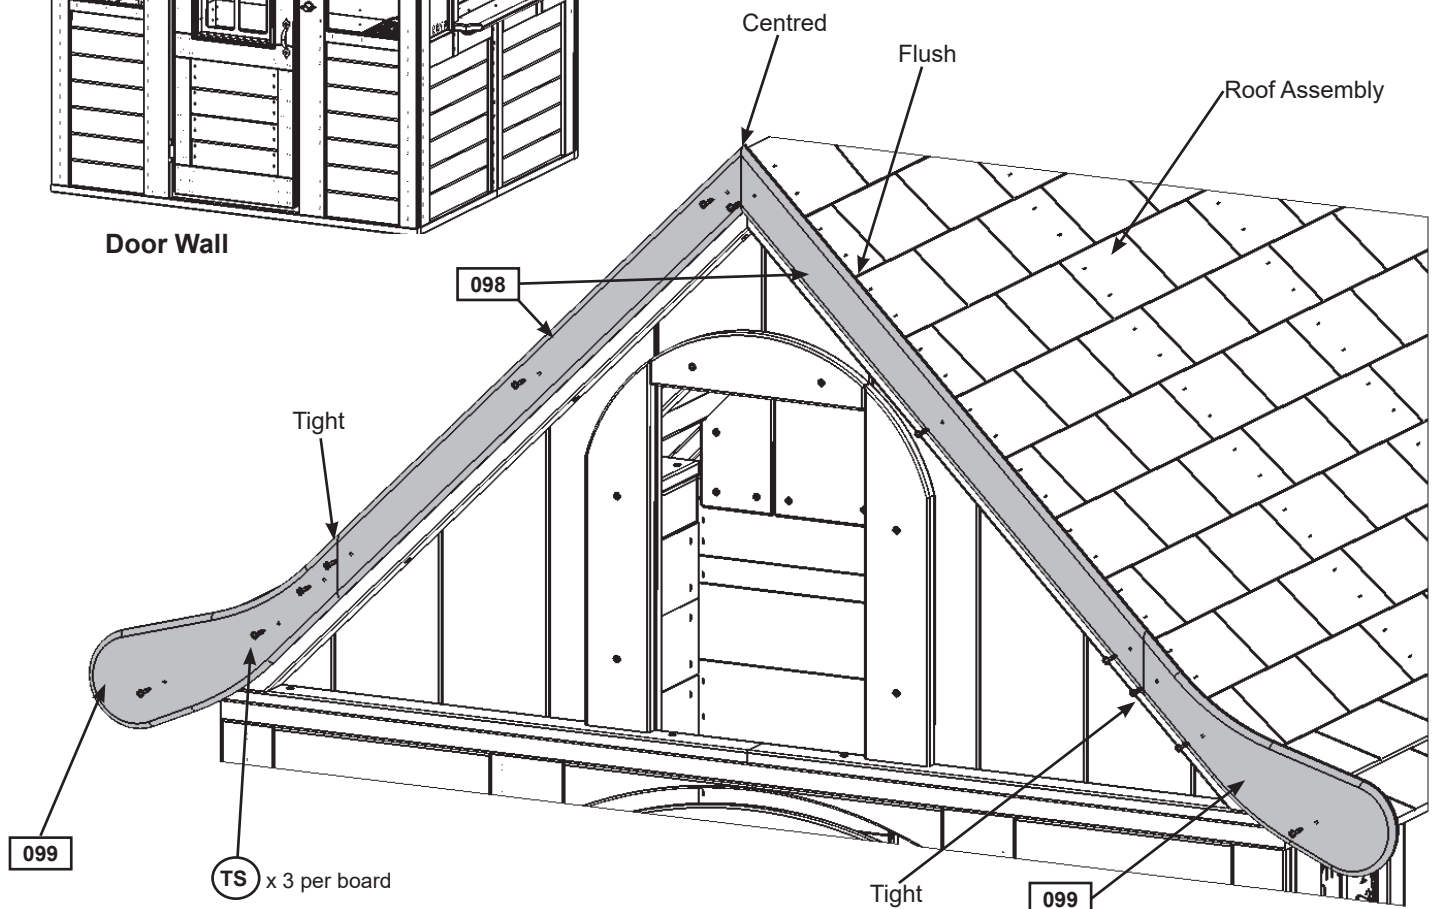 Centred
Flush
Roof Assembly
Door Wall
098
Tight
099
TS x 3 per board
Tight
099